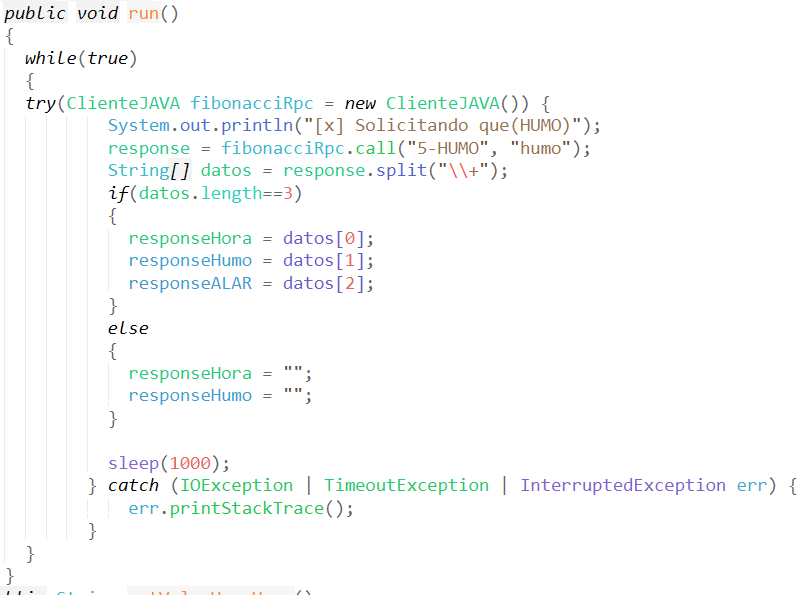 public void run()
{
while(true)
{
try(ClienteJAVA fibonacciRpc = new ClienteJAVA()) {
System.out.println("[x] Solicitando que(HUMO)");
response = fibonacciRpc.call("5-HUMO", "humo");
String[] datos = response.split("\\+");
if(datos.length==3)
{
responseHora = datos[0];
responseHumo = datos[1];
responseALAR = datos[2];
}
else
{
responseHora = "";
responseHumo = "";
}
sleep(1000);
} catch (IOException | TimeoutException | InterruptedException err) {
err.printStackTrace();
}
}
}